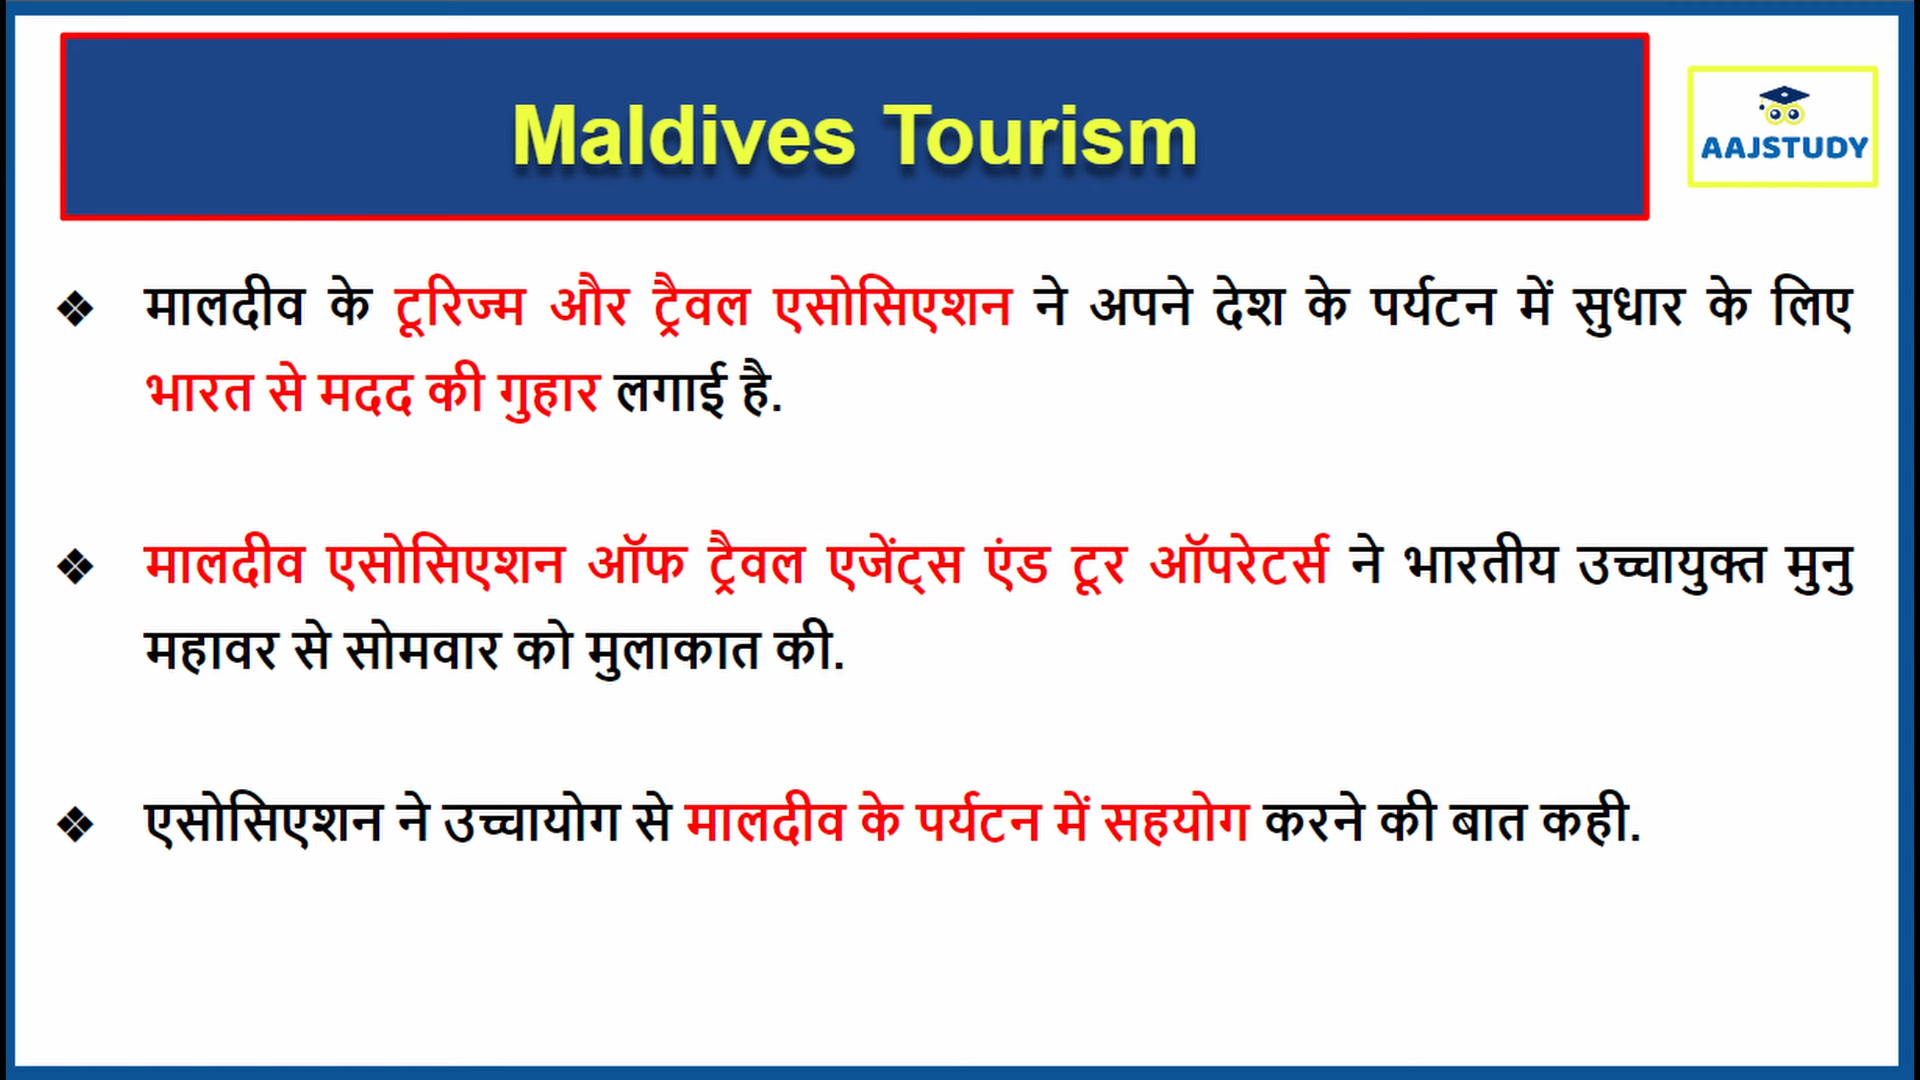 Maldives Tourism
AAJSTUDY
❖ मालदीव के टूरिज्म और ट्रैवल एसोसिएशन ने अपने देश के पर्यटन में सुधार के लिए
भारत से मदद की गुहार लगाई है.
❖ मालदीव एसोसिएशन ऑफ ट्रैवल एजेंट्स एंड टूर ऑपरेटर्स ने भारतीय उच्चायुक्त मुनु
महावर से सोमवार को मुलाकात की.
❖ एसोसिएशन ने उच्चायोग से मालदीव के पर्यटन में सहयोग करने की बात कही.